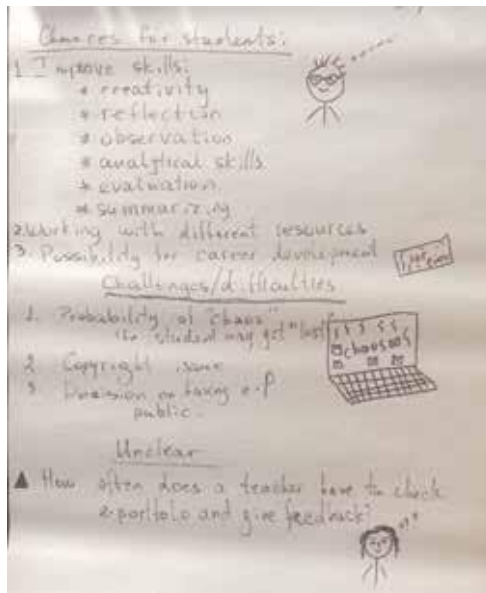 Chances for students:
1. Improve skills:
* creativity
* reflection
* observation
* analytical skills
* evaluation
* summarizing
2. Working with different resources
3. Possibility for career development
Challenges/difficulties
1. Probability of "chaos"
the student may get "lost"
chaos
2 Copyright issue
3 Decision on taking e-P
public.
Unclear
▲ How often does a teacher have to check
e-portfolo and give feedback?